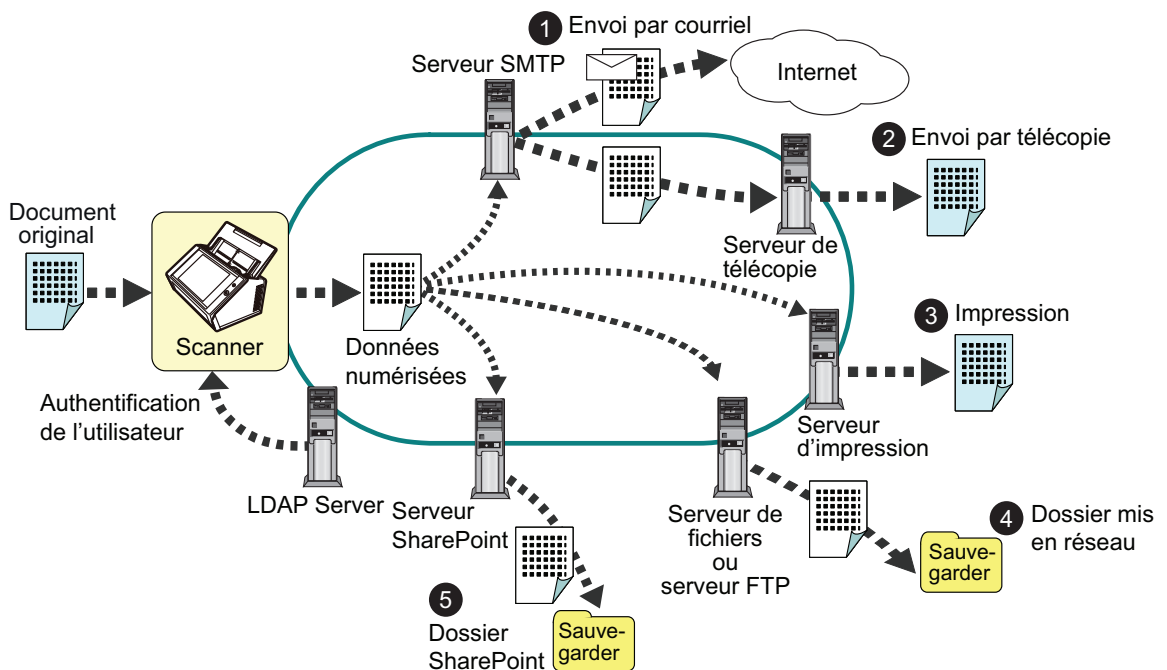 1 Envoi par courriel
Serveur SMTP
Internet
2 Envoi par télécopie
Document
original
Serveur de
télécopie
Scanner
Données
numérisées
3 Impression
Authentification
de l’utilisateur
Serveur
d’impression
LDAP Server
Serveur
SharePoint
Serveur de
fichiers
ou
serveur FTP
4 Dossier mis
en réseau
Sauve-
garder
5
Dossier
SharePoint
Sauve-
garder